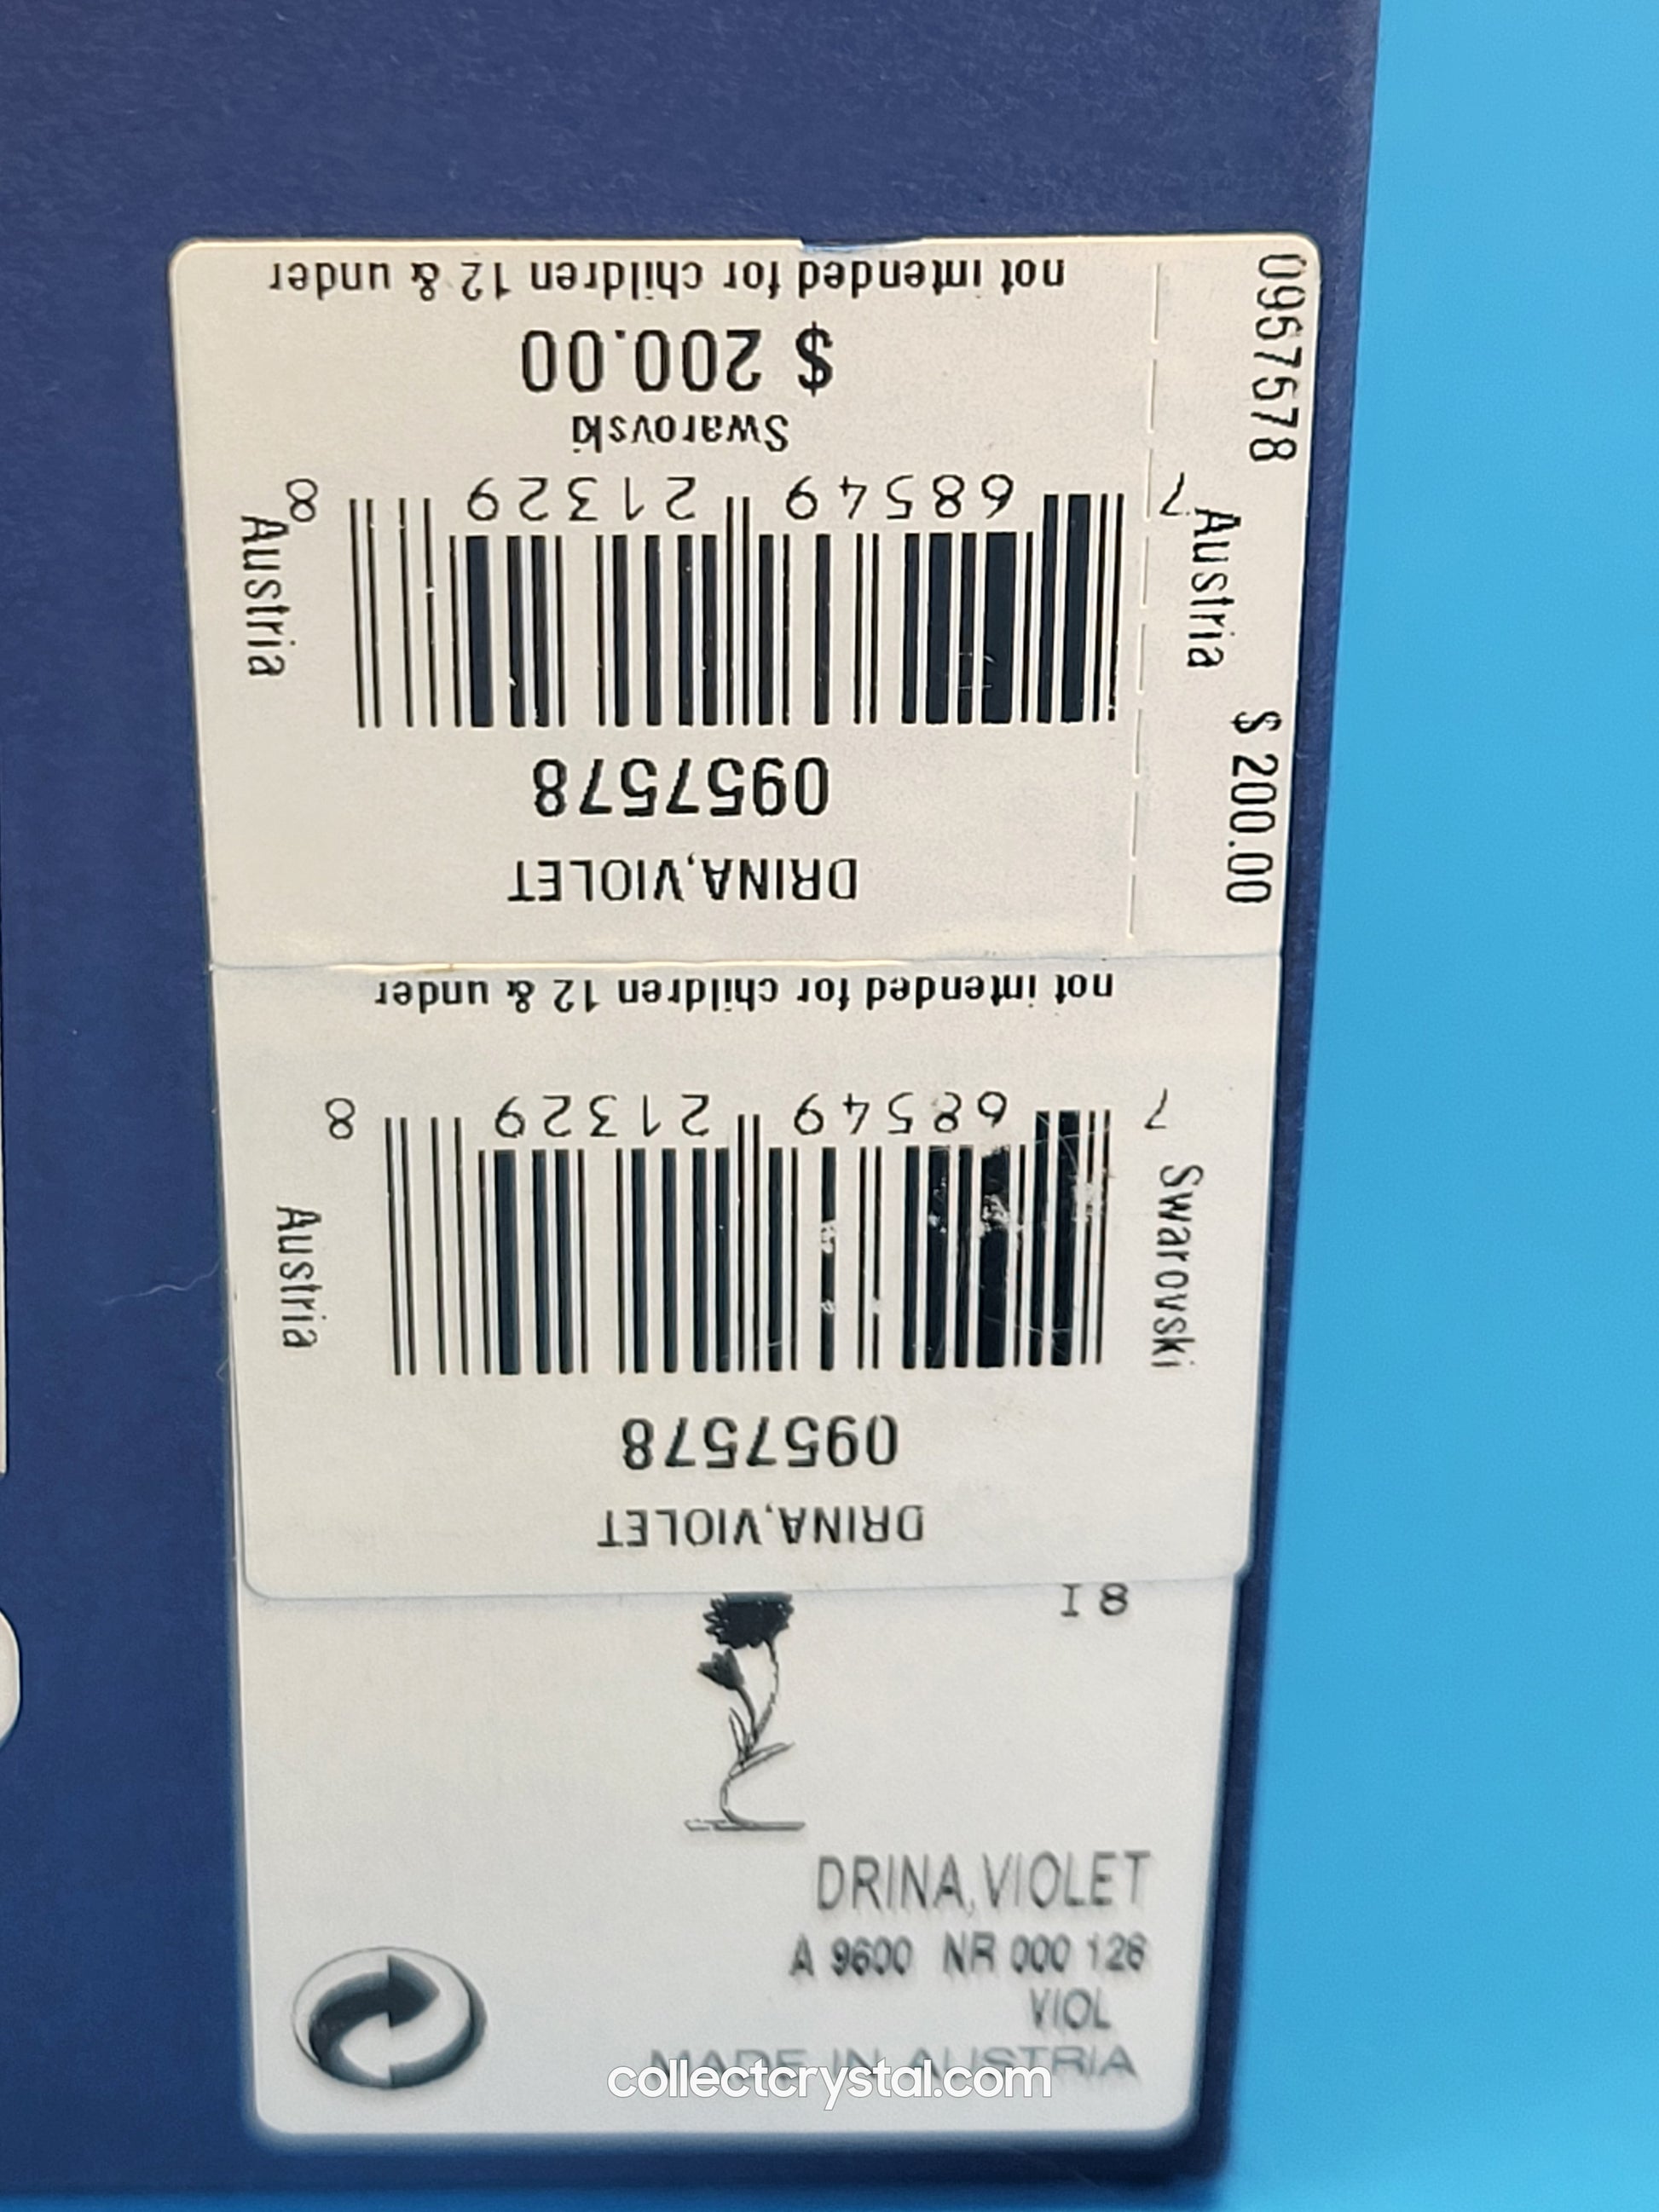 DRINA,VIOLET
0957578
Austria
7 68549 21329 8
Austria
Swarovski
$ 200.00
not intended for children 12 & under
0957578
$ 200.00
DRINA,VIOLET
0957578
Swarovski
7 68549 21329 8
Austria
not intended for children 12 & under
I 8
DRINA,VIOLET
A 9600 NR 000 126
VIOL
MADE IN AUSTRIA
collectcrystal.com